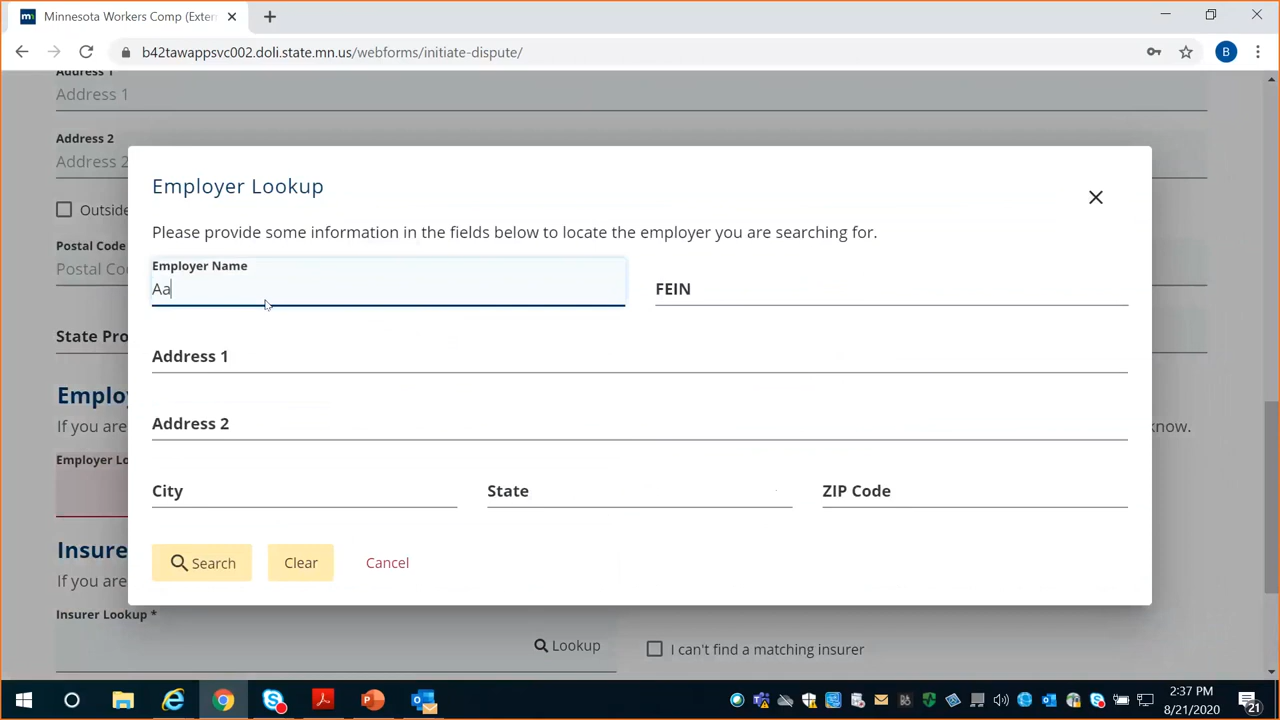 Minnesota Workers Comp (Exter
b42tawappsvc002.doli.state.mn.us/webforms/initiate-dispute/
B
Address 1
Address 1
Address 2
Address 2
Outside
Postal Code
Postal Co
State Pro
Employ
If you are know.
Employer Lo
Insure
If you are
Insurer Lookup *
Lookup
I can't find a matching insurer
Employer Lookup
Please provide some information in the fields below to locate the employer you are searching for.
Employer Name
Aa
FEIN
Address 1
Address 2
City State ZIP Code
Search Clear Cancel
2:37 PM
8/21/2020
21